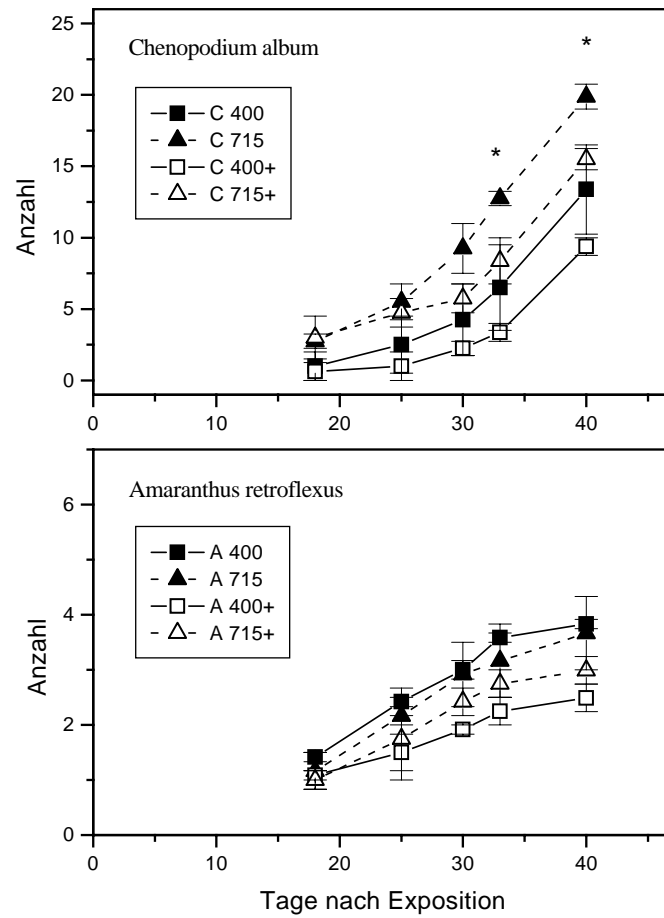 25
Chenopodium album
*
*
20
C 400
C 715
C 400+
C 715+
15
Anzahl
10
5
0
0 10 20 30 40
6
Amaranthus retroflexus
A 400
A 715
A 400+
A 715+
4
Anzahl
2
0
0 10 20 30 40
Tage nach Exposition